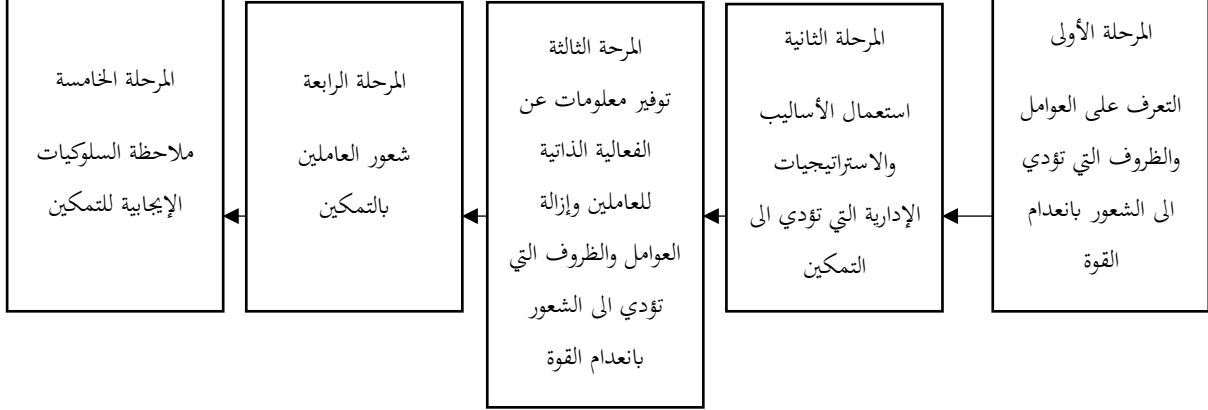 المرحلة الأولى
التعرف على العوامل
والظروف التي تؤدي
الى الشعور بانعدام
القوة
المرحلة الثانية
استعمال الأساليب
والاستراتيجيات
الإدارية التي تؤدي الى
التمكين
المرحة الثالثة
توفير معلومات عن
الفعالية الذاتية
للعاملين وإزالة
العوامل والظروف التي
تؤدي الى الشعور
بانعدام القوة
المرحلة الرابعة
شعور العاملين
بالتمكين
المرحلة الخامسة
ملاحظة السلوكيات
الإيجابية للتمكين